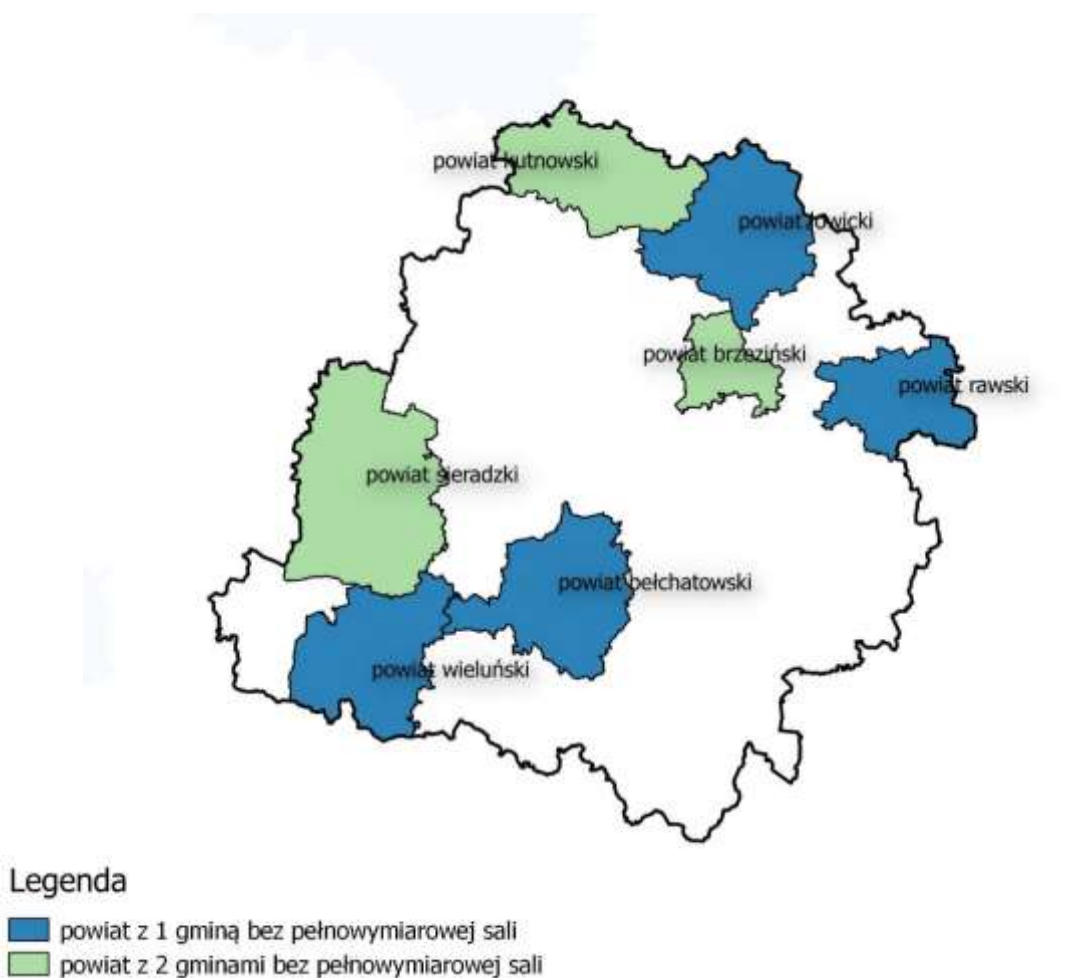 powiat kutnowski
powiat łowicki
powiat brzeziński
powiat rawski
powiat sieradzki
powiat bełchatowski
powiat wieluński
Legenda
powiat z 1 gminą bez pełnowymiarowej sali
powiat z 2 gminami bez pełnowymiarowej sali